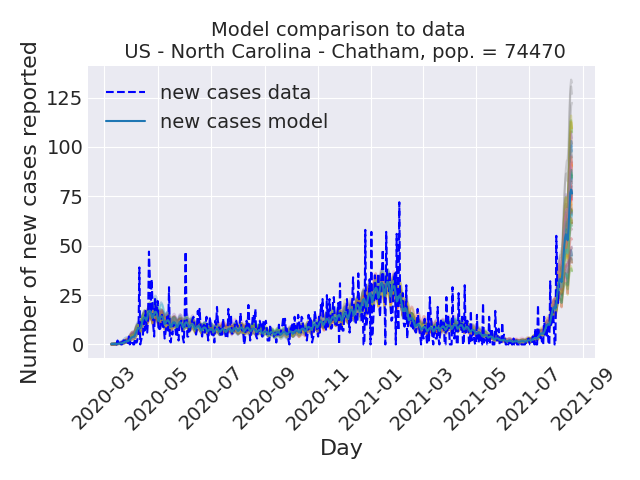 Model comparison to data
US - North Carolina - Chatham, pop. = 74470
Number of new cases reported
125
100
75
50
25
0
new cases data
new cases model
2020-03
2020-05
2020-07
2020-09
2020-11
2021-01
2021-03
2021-05
2021-07
2021-09
Day